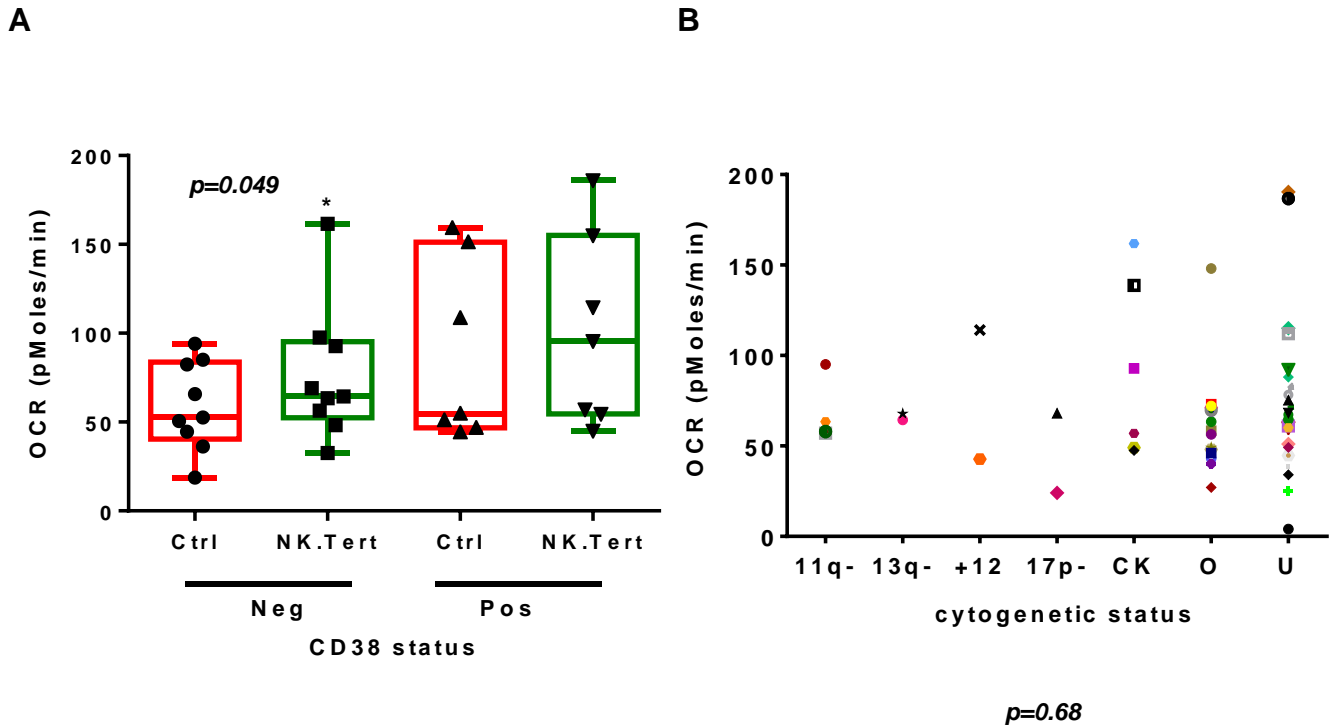 A
B
200
150
100
50
0
OCR (pMoles/min)
p=0.049
*
Ctrl NK.Tert Ctrl NK.Tert
Neg Pos
CD38 status
200
150
100
50
0
OCR (pMoles/min)
11q- 13q- +12 17p- CK O U
cytogenetic status
p=0.68